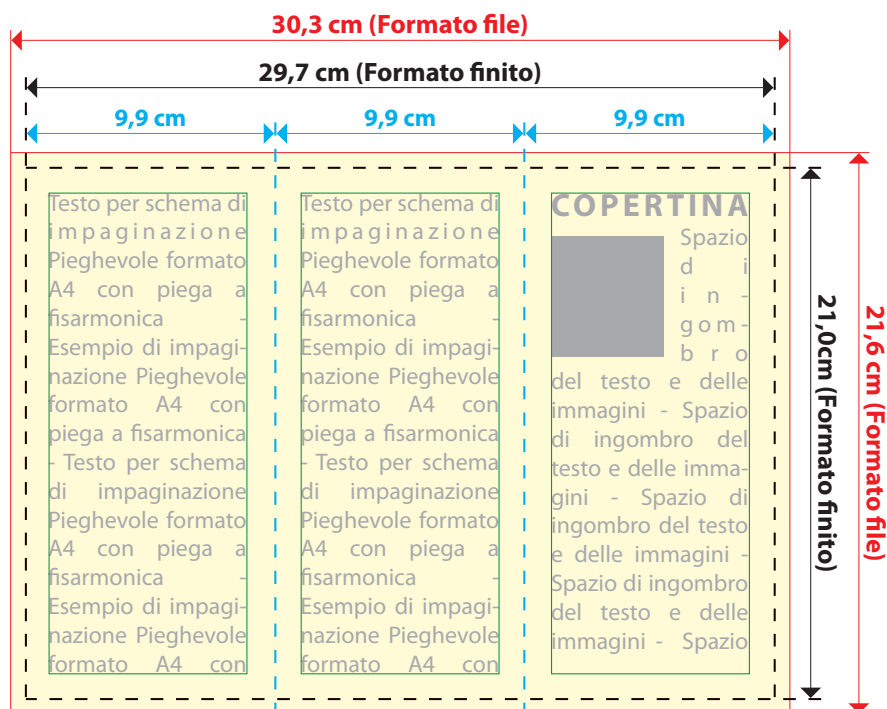 30,3 cm (Formato file)
29,7 cm (Formato finito)
9,9 cm
9,9 cm
9,9 cm
Testo per schema di
impaginazione
Pieghevole formato
A4 con piega a
fisarmonica -
Esempio di impagi-
nazione Pieghevole
formato A4 con
piega a fisarmonica
- Testo per schema
di impaginazione
Pieghevole formato
A4 con piega a
fisarmonica -
Esempio di impagi-
nazione Pieghevole
formato A4 con
Testo per schema di
impaginazione
Pieghevole formato
A4 con piega a
fisarmonica -
Esempio di impagi-
nazione Pieghevole
formato A4 con
piega a fisarmonica
- Testo per schema
di impaginazione
Pieghevole formato
A4 con piega a
fisarmonica -
Esempio di impagi-
nazione Pieghevole
formato A4 con
COPERTINA
Spazio
di
in-
gom-
bro
del testo e delle
immagini - Spazio
di ingombro del
testo e delle imma-
gini - Spazio di
ingombro del testo
e delle immagini -
Spazio di ingombro
del testo e delle
immagini - Spazio
21,0cm (Formato finito)
21,6 cm (Formato file)